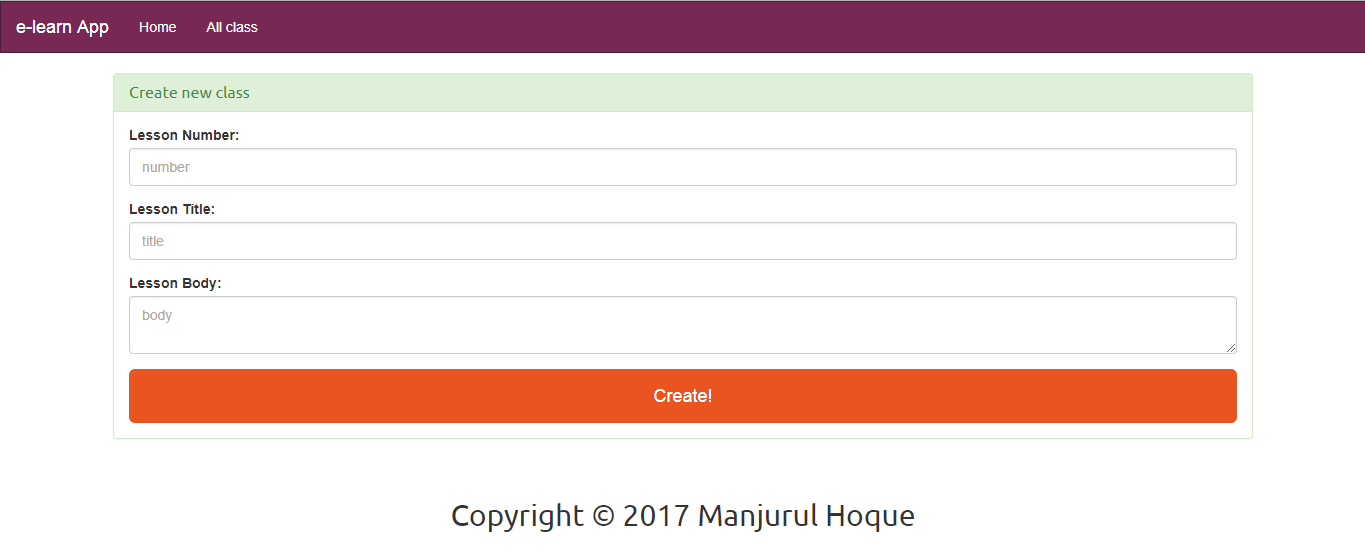 e-learn App Home All class
Create new class
Lesson Number:
number
Lesson Title:
title
Lesson Body:
body
Create!
Copyright © 2017 Manjurul Hoque